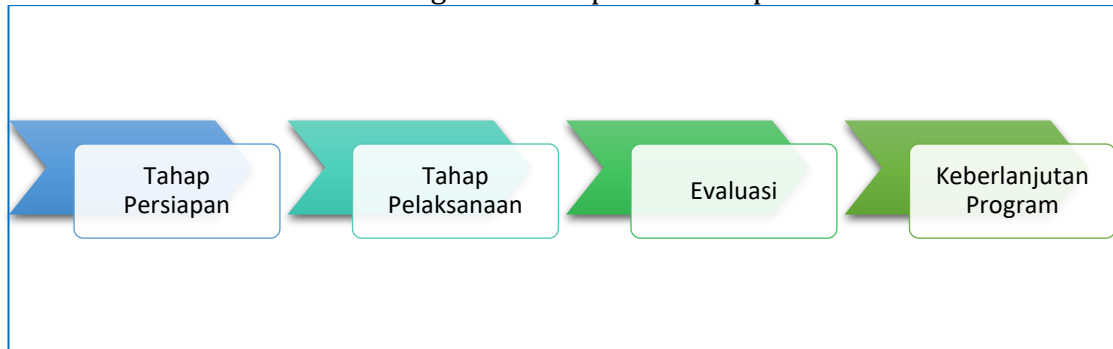 Tahap
Persiapan
Tahap
Pelaksanaan
Evaluasi
Keberlanjutan
Program